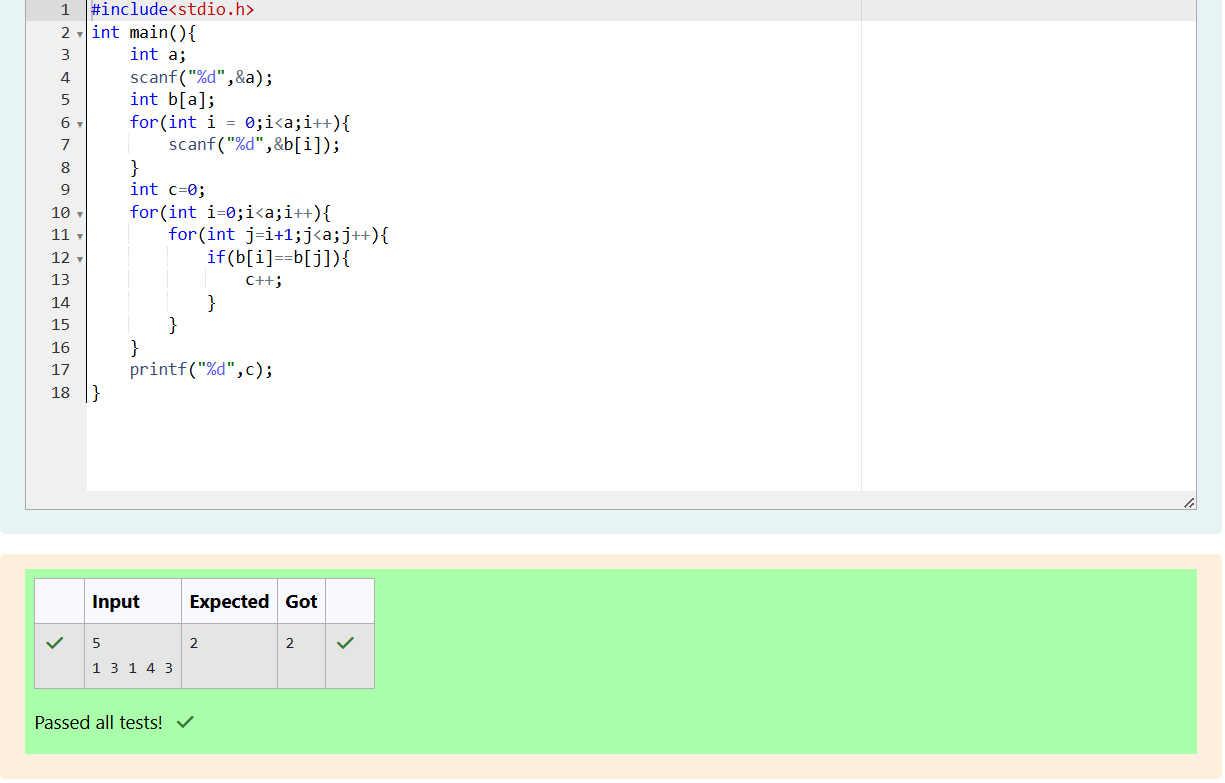 1 #include<stdio.h>
2 int main(){
3     int a;
4     scanf("%d",&a);
5     int b[a];
6     for(int i = 0;i<a;i++){
7         scanf("%d",&b[i]);
8     }
9     int c=0;
10     for(int i=0;i<a;i++){
11         for(int j=i+1;j<a;j++){
12             if(b[i]==b[j]){
13                 c++;
14             }
15         }
16     }
17     printf("%d",c);
18 }
Input Expected Got
5 2 2
1 3 1 4 3
Passed all tests!